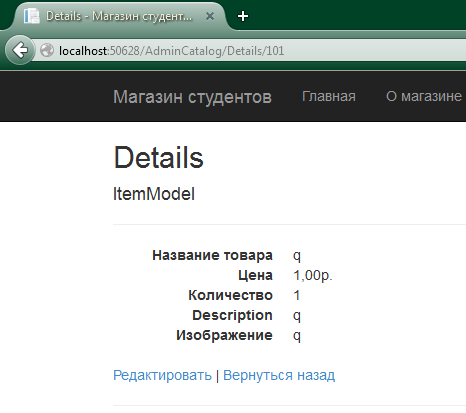 Details - Магазин студент...
localhost:50628/AdminCatalog/Details/101
Магазин студентов Главная О магазине
Details
ItemModel
Название товара q
Цена 1,00р.
Количество 1
Description q
Изображение q
Редактировать | Вернуться назад